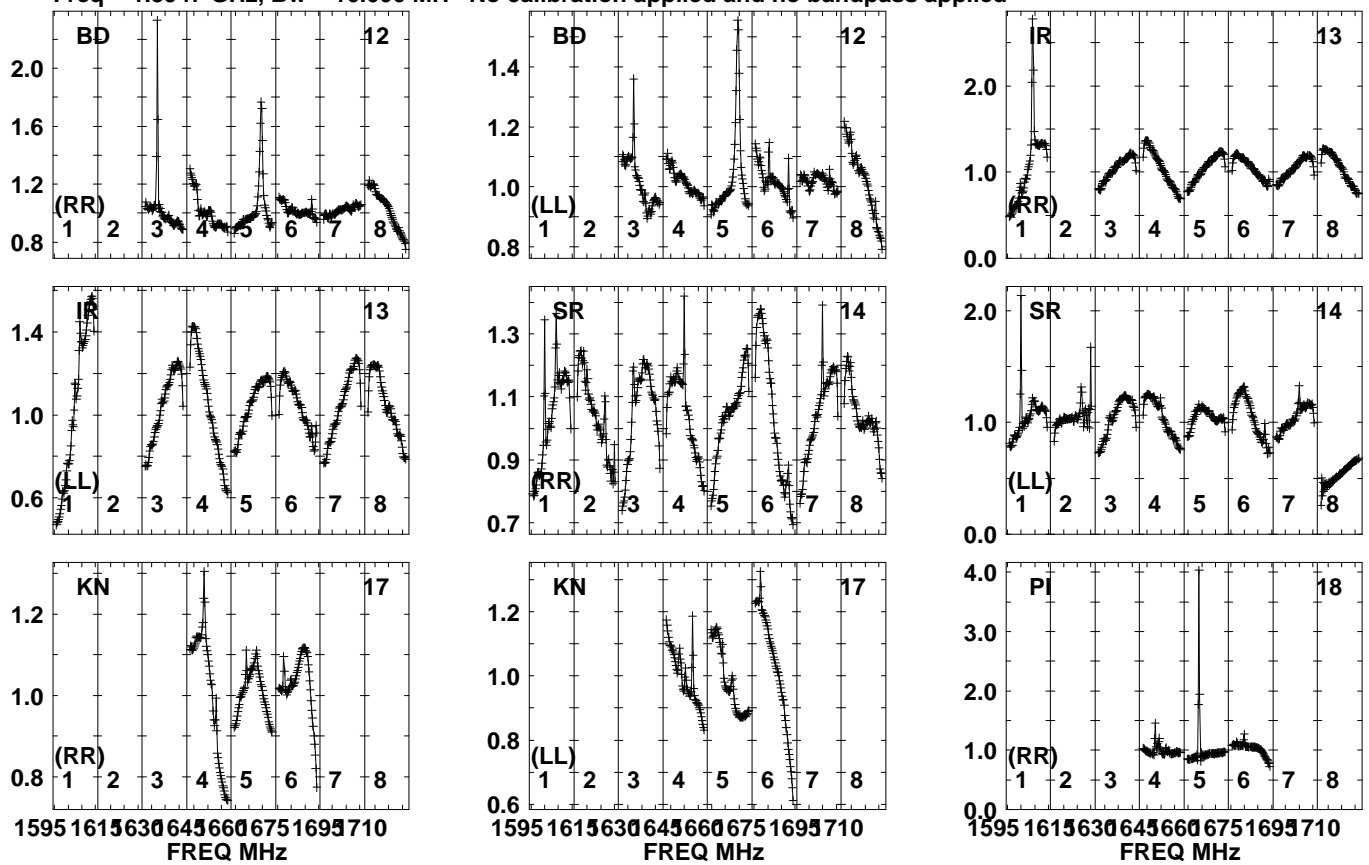 BD 12
2.0
1.6
1.2
0.8
(RR)
1 2 3 4 5 6 7 8
BD 12
1.4
1.2
1.0
0.8
(LL)
1 2 3 4 5 6 7 8
IR 13
2.0
1.0
0.0
(RR)
1 2 3 4 5 6 7 8
IR 13
1.4
1.0
0.6
(LL)
1 2 3 4 5 6 7 8
SR 14
1.3
1.1
0.9
0.7
(RR)
1 2 3 4 5 6 7 8
SR 14
2.0
1.0
0.0
(LL)
1 2 3 4 5 6 7 8
KN 17
1.2
1.0
0.8
(RR)
1 2 3 4 5 6 7 8
1595 1615 1630 1645 1660 1675 1695 1710
FREQ MHz
KN 17
1.2
1.0
0.8
0.6
(LL)
1 2 3 4 5 6 7 8
1595 1615 1630 1645 1660 1675 1695 1710
FREQ MHz
PI 18
4.0
3.0
2.0
1.0
0.0
(RR)
1 2 3 4 5 6 7 8
1595 1615 1630 1645 1660 1675 1695 1710
FREQ MHz